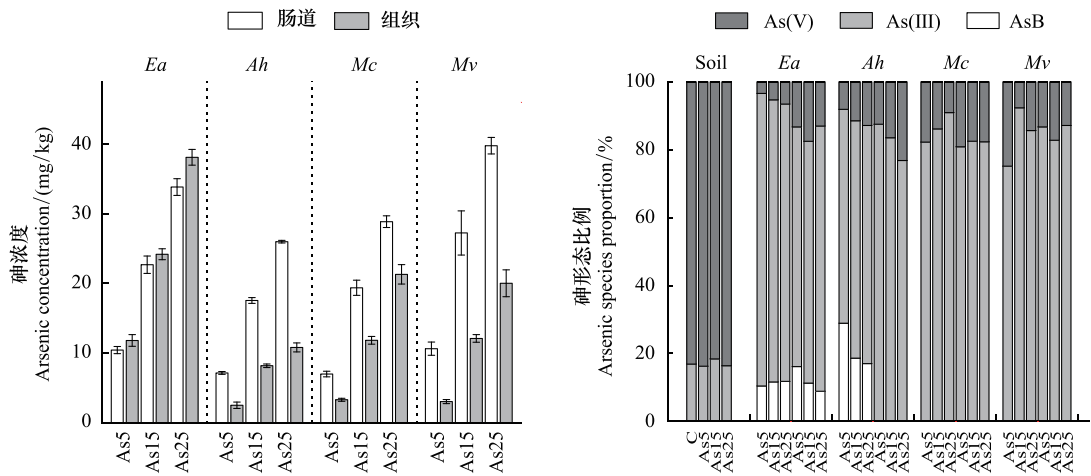 肠道 组织
Ea Ah Mc Mv
砷浓度
Arsenic concentration/(mg/kg)
40
30
20
10
0
As5 As15 As25 As5 As15 As25 As5 As15 As25 As5 As15 As25
As(V) As(III) AsB
Soil Ea Ah Mc Mv
砷形态比例
Arsenic species proportion/%
100
80
60
40
20
0
C As5 As15 As25 As5 As15 As25 As5 As15 As25 As5 As15 As25 As5 As15 As25 As5 As15 As25 As5 As15 As25 As5 As15 As25 As5 As15 As25